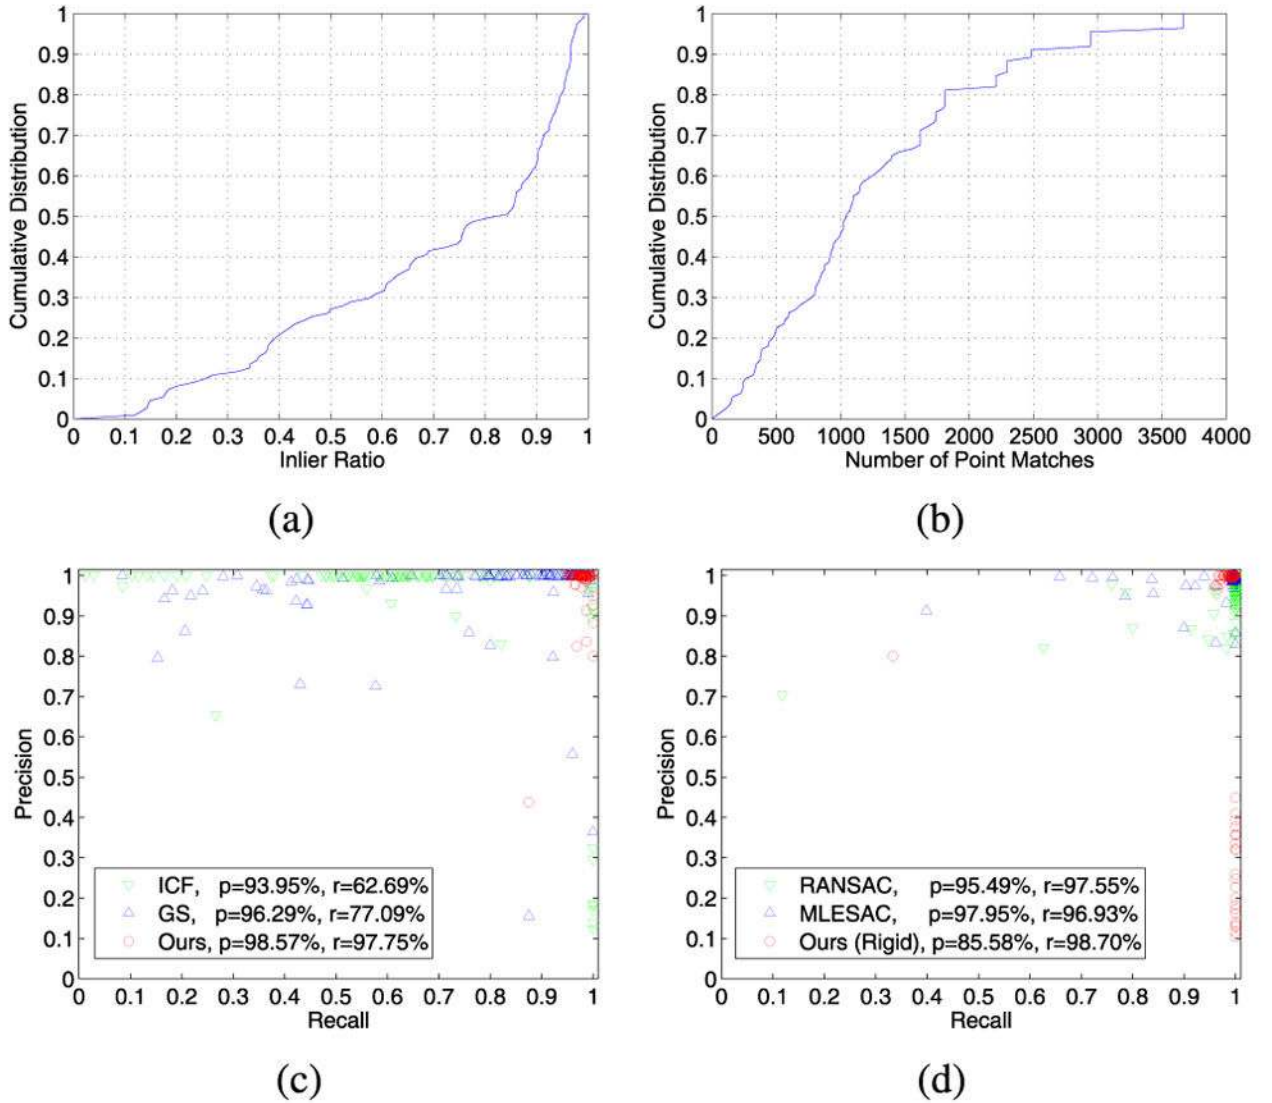 1
0.9
0.8
0.7
0.6
0.5
0.4
0.3
0.2
0.1
0
Cumulative Distribution
0 0.1 0.2 0.3 0.4 0.5 0.6 0.7 0.8 0.9 1
Inlier Ratio
(a)
1
0.9
0.8
0.7
0.6
0.5
0.4
0.3
0.2
0.1
0
Cumulative Distribution
0 500 1000 1500 2000 2500 3000 3500 4000
Number of Point Matches
(b)
1
0.9
0.8
0.7
0.6
0.5
0.4
0.3
0.2
0.1
0
Precision
ICF, p=93.95%, r=62.69%
GS, p=96.29%, r=77.09%
Ours, p=98.57%, r=97.75%
0 0.1 0.2 0.3 0.4 0.5 0.6 0.7 0.8 0.9 1
Recall
(c)
1
0.9
0.8
0.7
0.6
0.5
0.4
0.3
0.2
0.1
0
Precision
RANSAC, p=95.49%, r=97.55%
MLESAC, p=97.95%, r=96.93%
Ours (Rigid), p=85.58%, r=98.70%
0 0.1 0.2 0.3 0.4 0.5 0.6 0.7 0.8 0.9 1
Recall
(d)